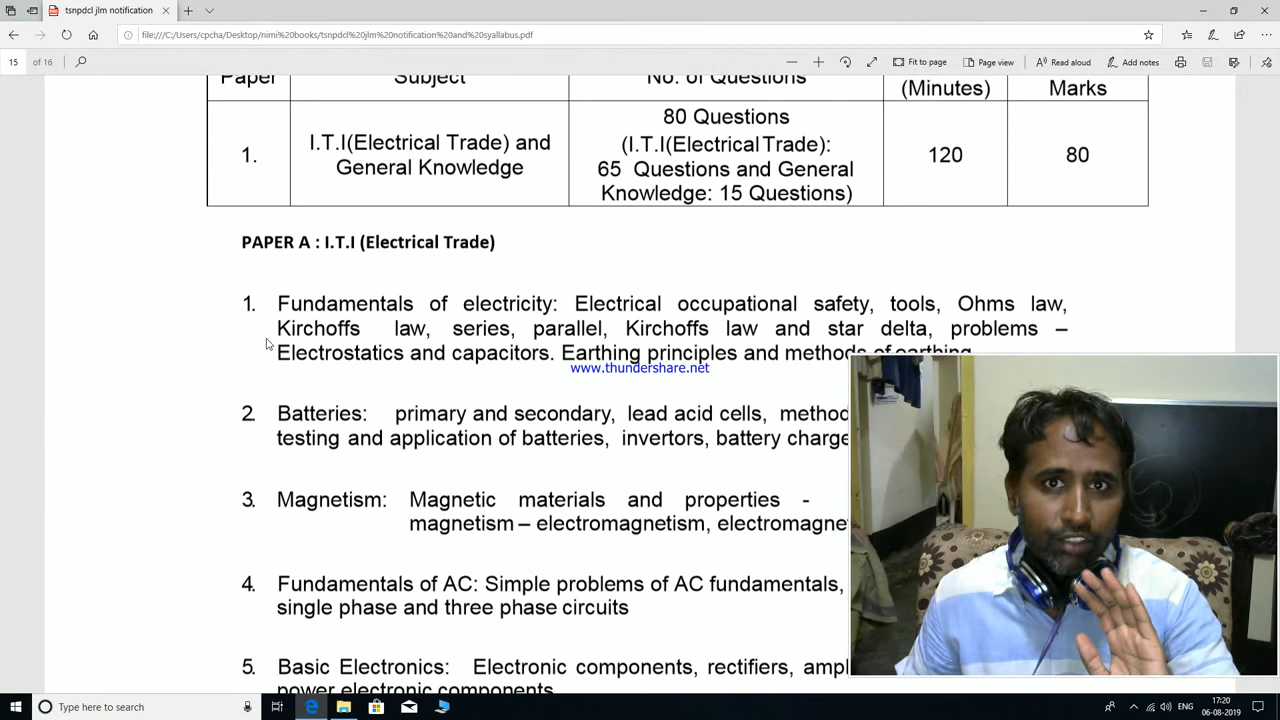 tsnpdcl jlm notification
file:///C:/Users/cpcha/Desktop/nimi%20books/tsnpdcl%20jlm%20notification%20and%20syallabus.pdf
15 of 16
Fit to page
Page view
Read aloud
Add notes
Paper Subject No. of Questions (Minutes) Marks
1.
I.T.I(Electrical Trade) and
General Knowledge
80 Questions
(I.T.I(Electrical Trade):
65 Questions and General
Knowledge: 15 Questions)
120
80
PAPER A : I.T.I (Electrical Trade)
1. Fundamentals of electricity: Electrical occupational safety, tools, Ohms law,
Kirchoffs law, series, parallel, Kirchoffs law and star delta, problems –
Electrostatics and capacitors. Earthing principles and methods of earthing
www.thundershare.net
2. Batteries: primary and secondary, lead acid cells, method
testing and application of batteries, invertors, battery charge
3. Magnetism: Magnetic materials and properties -
magnetism – electromagnetism, electromagne
4. Fundamentals of AC: Simple problems of AC fundamentals,
single phase and three phase circuits
5. Basic Electronics: Electronic components, rectifiers, ampl
power electronic components
Type here to search
ENG
17:20
06-08-2019